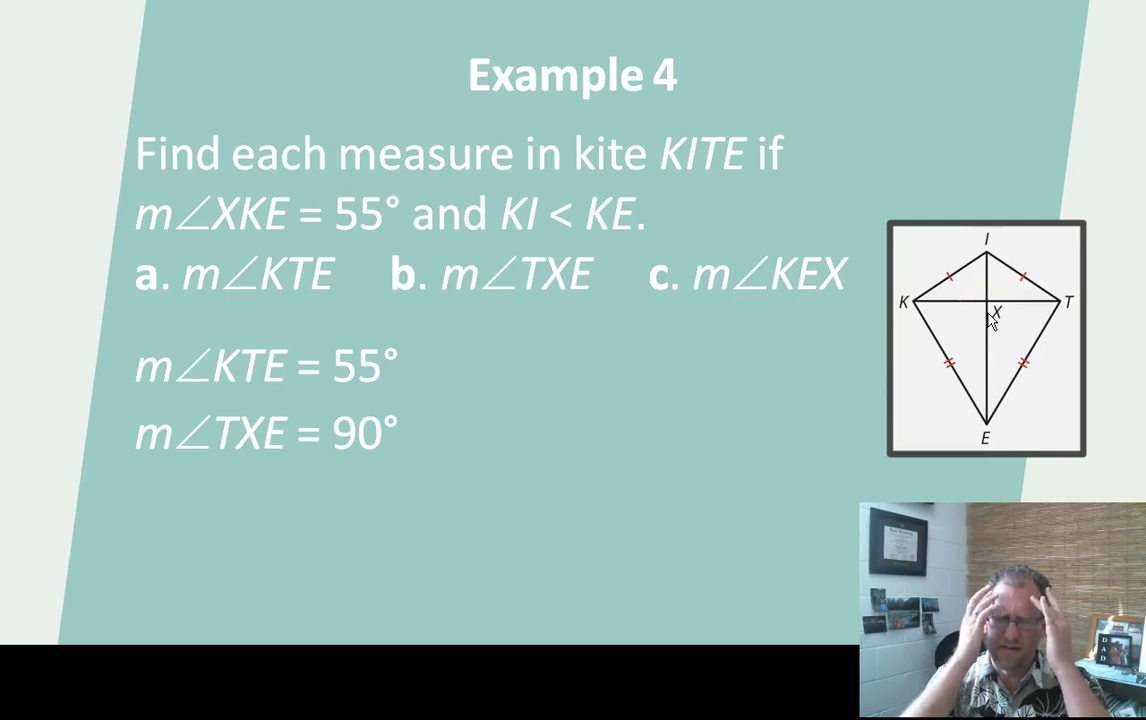 Example 4
Find each measure in kite KITE if
m∠XKE = 55° and KI < KE.
a. m∠KTE b. m∠TXE c. m∠KEX
m∠KTE = 55°
m∠TXE = 90°
I
K
T
X
E
DAD